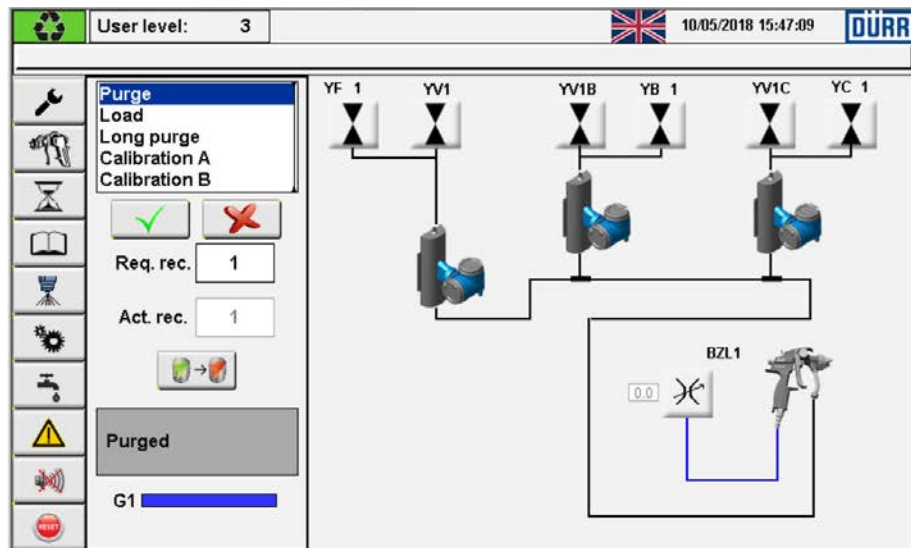 User level: 3
10/05/2018 15:47:09
DÜRR
Purge
Load
Long purge
Calibration A
Calibration B
Req. rec. 1
Act. rec. 1
Purged
G1
RESET
YF 1
YV1
YV1B
YB 1
YV1C
YC 1
BZL1
0.0